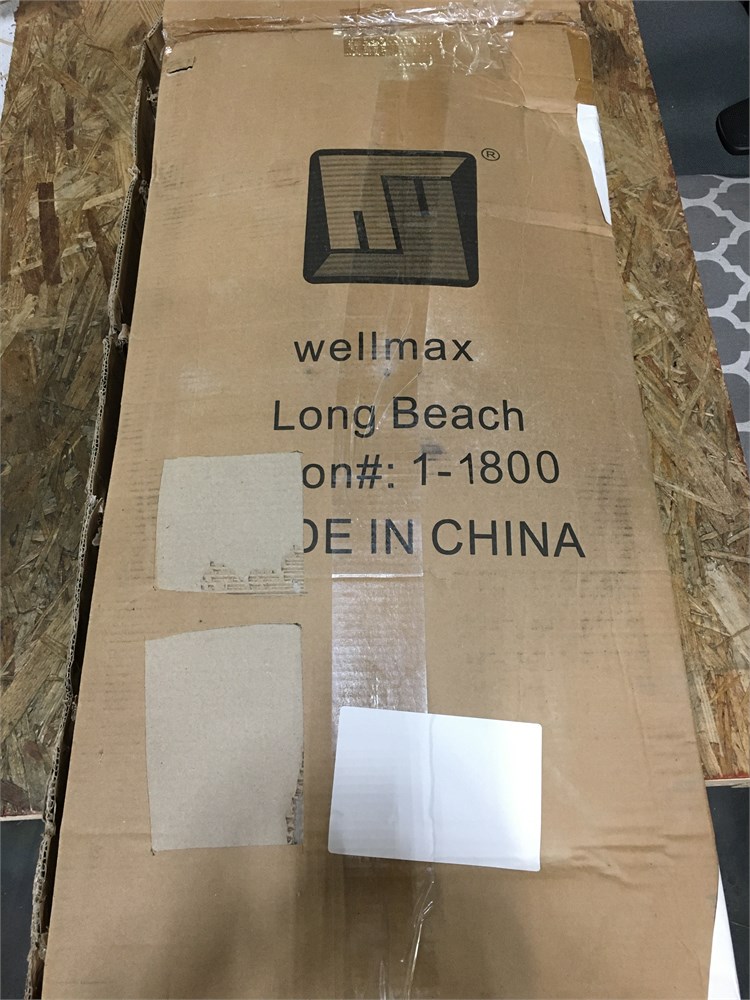 ®
wellmax
Long Beach
on#: 1-1800
DE IN CHINA